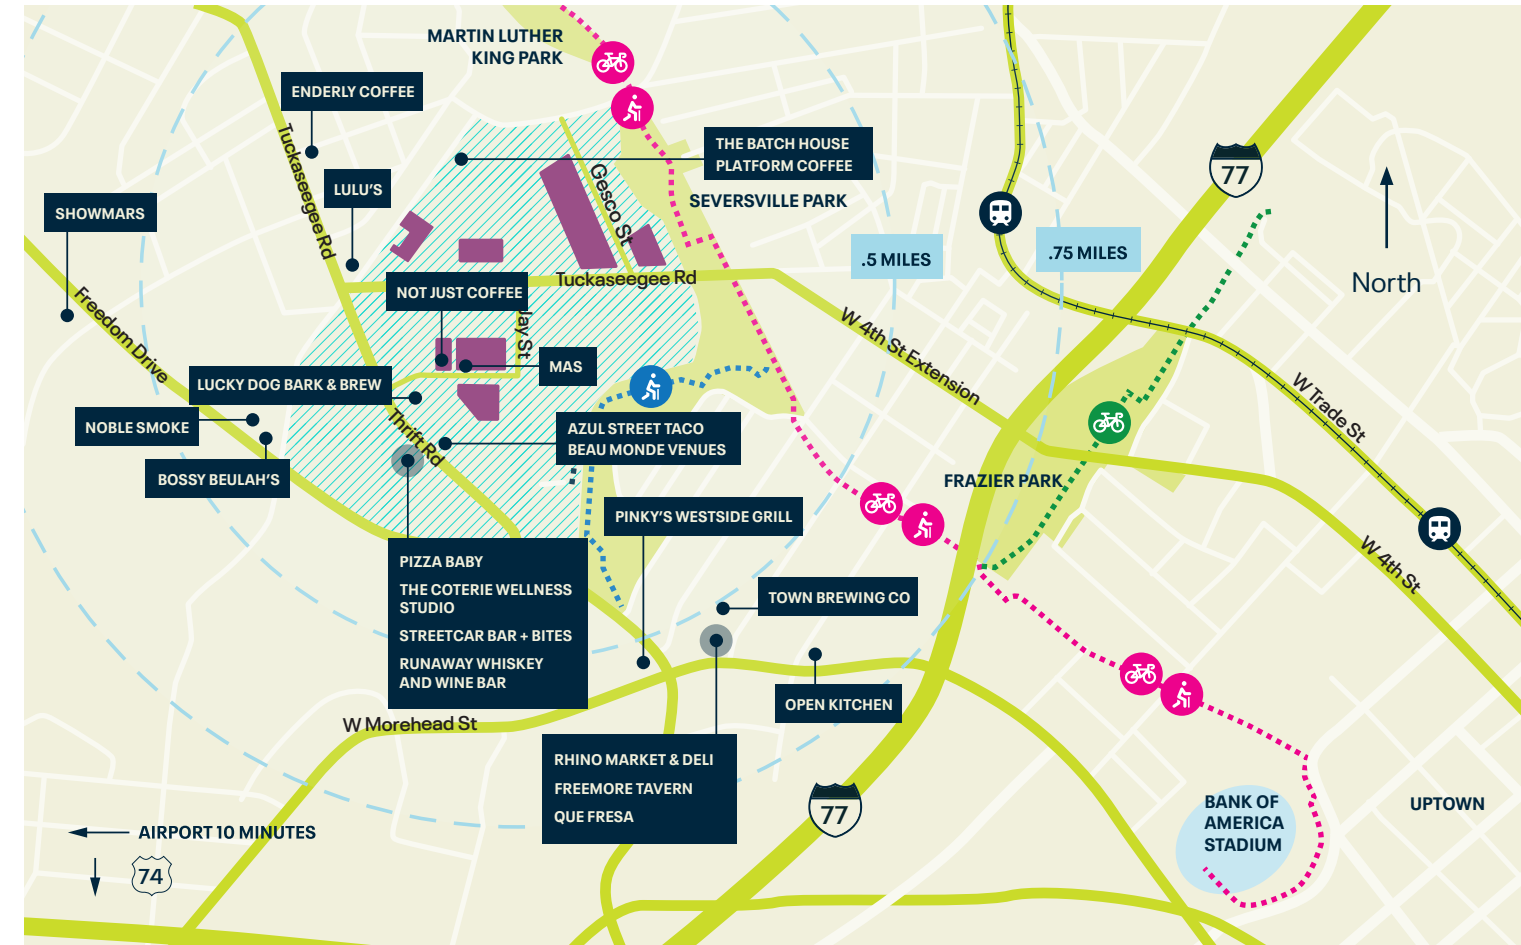 MARTIN LUTHER
KING PARK
ENDERLY COFFEE
Tuckaseegee Rd
LULU'S
SHOWMARS
THE BATCH HOUSE
PLATFORM COFFEE
Gesco St
SEVERSVILLE PARK
77
.5 MILES
.75 MILES
North
Tuckaseegee Rd
NOT JUST COFFEE
Jay St
Freedom Drive
W 4th St Extension
MAS
LUCKY DOG BARK & BREW
NOBLE SMOKE
BOSSY BEULAH'S
Thrift Rd
AZUL STREET TACO
BEAU MONDE VENUES
W Trade St
FRAZIER PARK
PINKY'S WESTSIDE GRILL
W 4th St
PIZZA BABY
THE COTERIE WELLNESS
STUDIO
STREETCAR BAR + BITES
RUNAWAY WHISKEY
AND WINE BAR
TOWN BREWING CO
OPEN KITCHEN
W Morehead St
RHINO MARKET & DELI
FREEMORE TAVERN
QUE FRESA
77
BANK OF
AMERICA
STADIUM
UPTOWN
AIRPORT 10 MINUTES
74